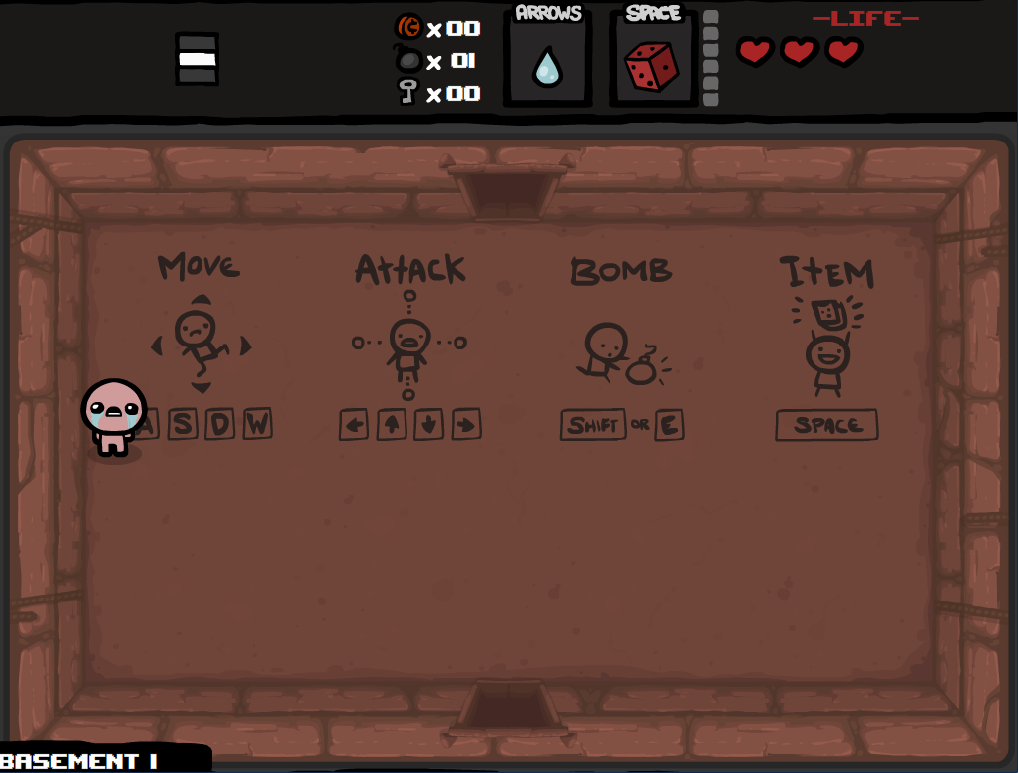 ARROWS
SPACE
-LIFE-
x00
x01
x00
MOVE
ATTACK
BOMB
ITEM
A S D W
SHIFT OR E
SPACE
BASEMENT I